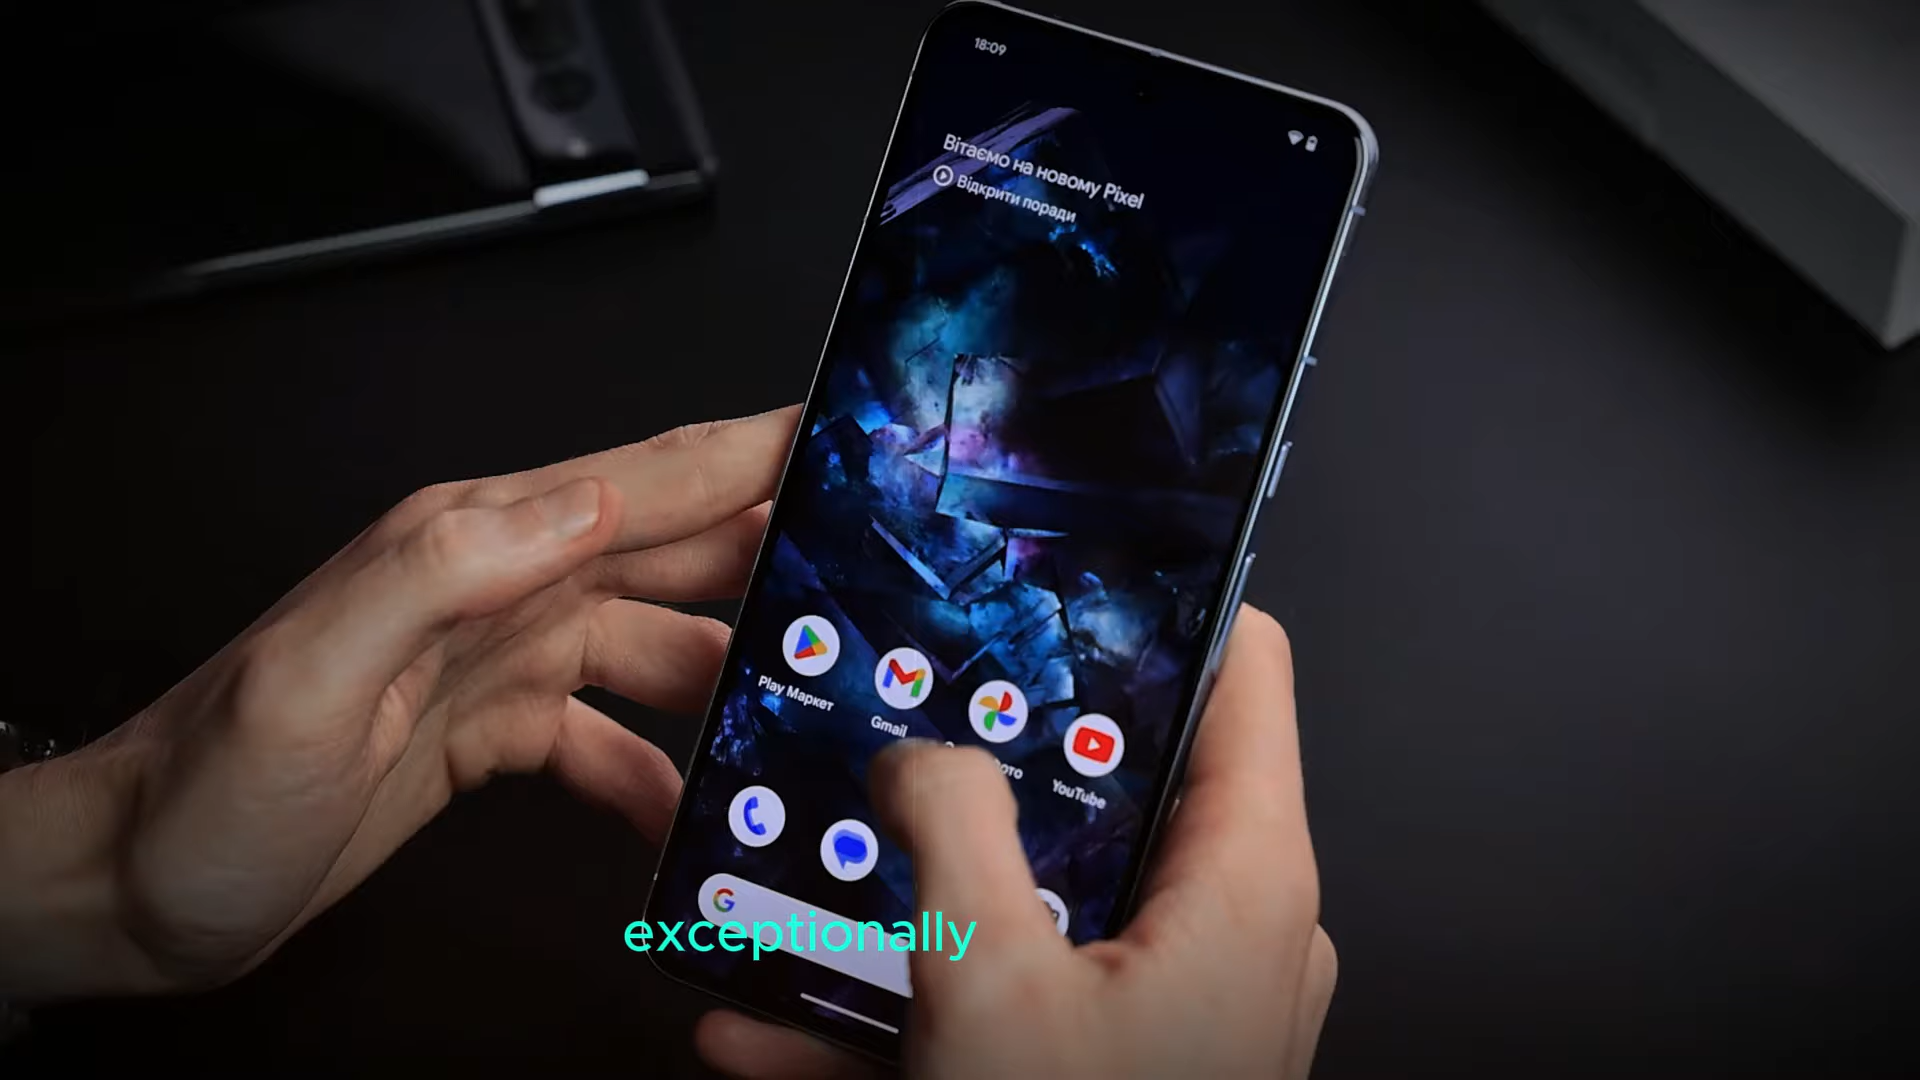 18:09
Вітаємо на новому Pixel
Відкрити поради
Play Маркет
Gmail
YouTube
G
exceptionally